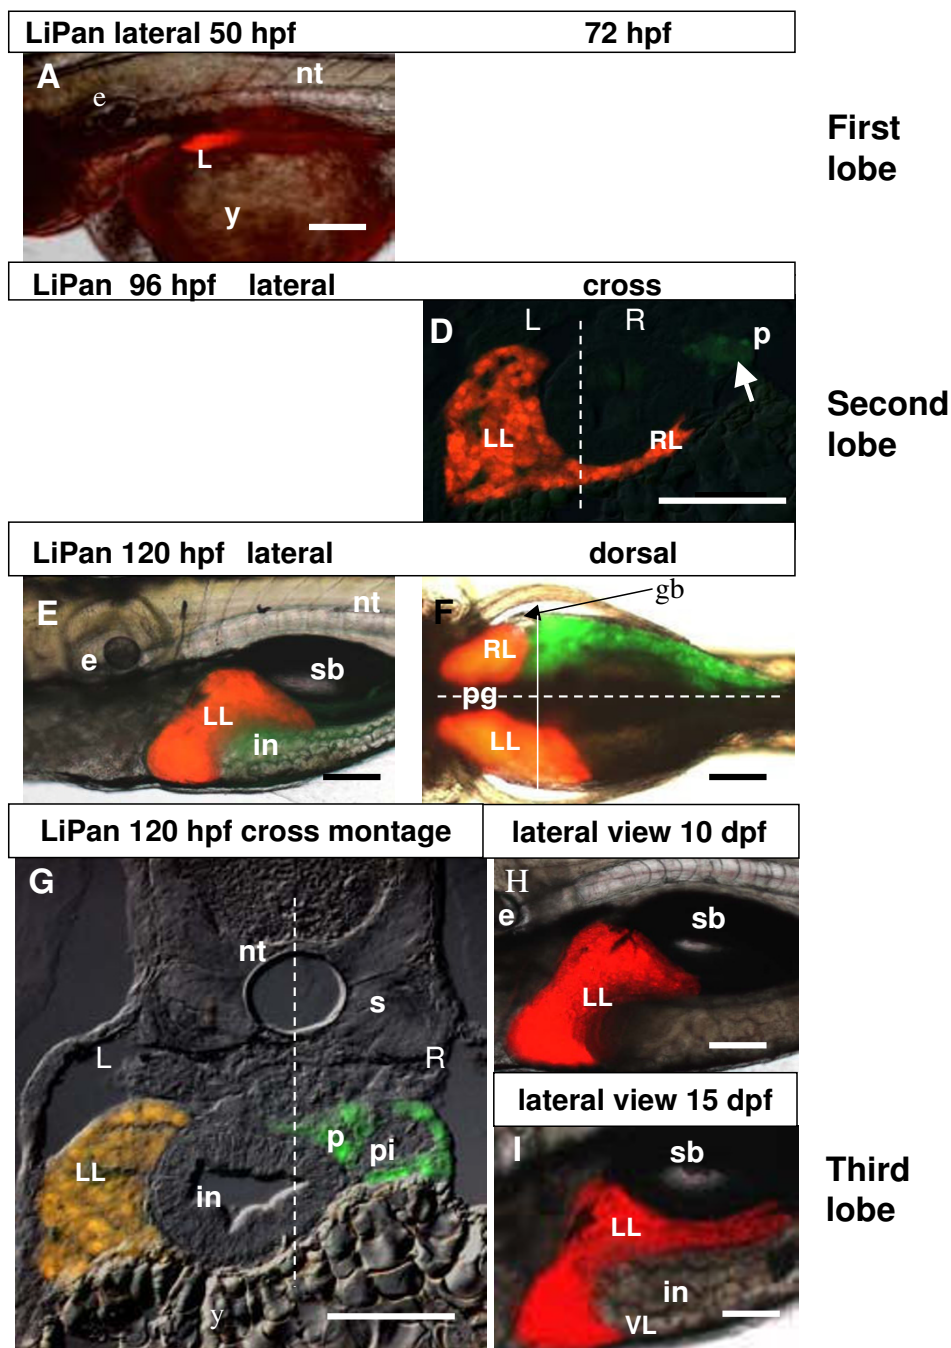 LiPan lateral 50 hpf 72 hpf
A
nt
e
L
y
First
lobe
LiPan 96 hpf lateral cross
D
L R
p
LL
RL
Second
lobe
LiPan 120 hpf lateral dorsal
E
nt
e
sb
LL
in
F
gb
RL
pg
LL
LiPan 120 hpf cross montage
G
nt
s
L R
p
pi
LL
in
y
lateral view 10 dpf
H
e
sb
LL
lateral view 15 dpf
I
sb
LL
in
VL
Third
lobe